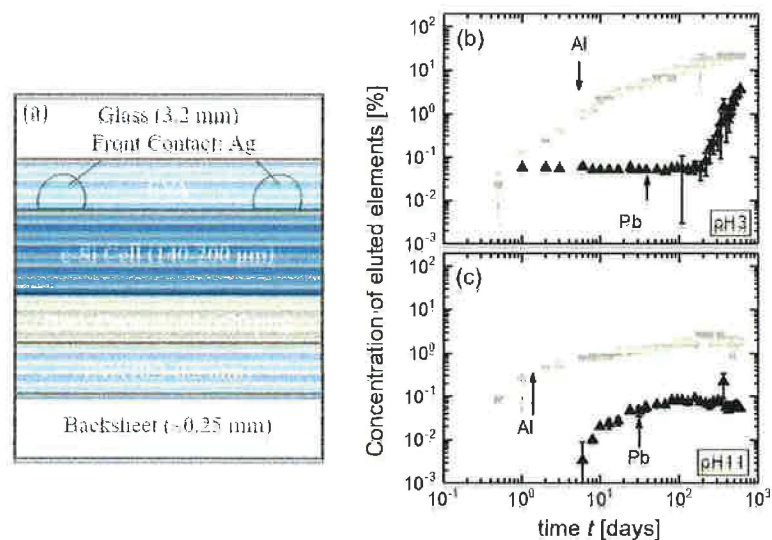 (a)
Glass (3.2 mm)
Front Contact: Ag
c-Si Cell (140-200 µm)
Backsheet (~0.25 mm)
Concentration of eluted elements [%]
(b)
10²
10¹
10⁰
10⁻¹
10⁻²
10⁻³
Al
Pb
pH3
(c)
10²
10¹
10⁰
10⁻¹
10⁻²
10⁻³
Al
Pb
pH11
10⁻¹ 10⁰ 10¹ 10² 10³
time t [days]